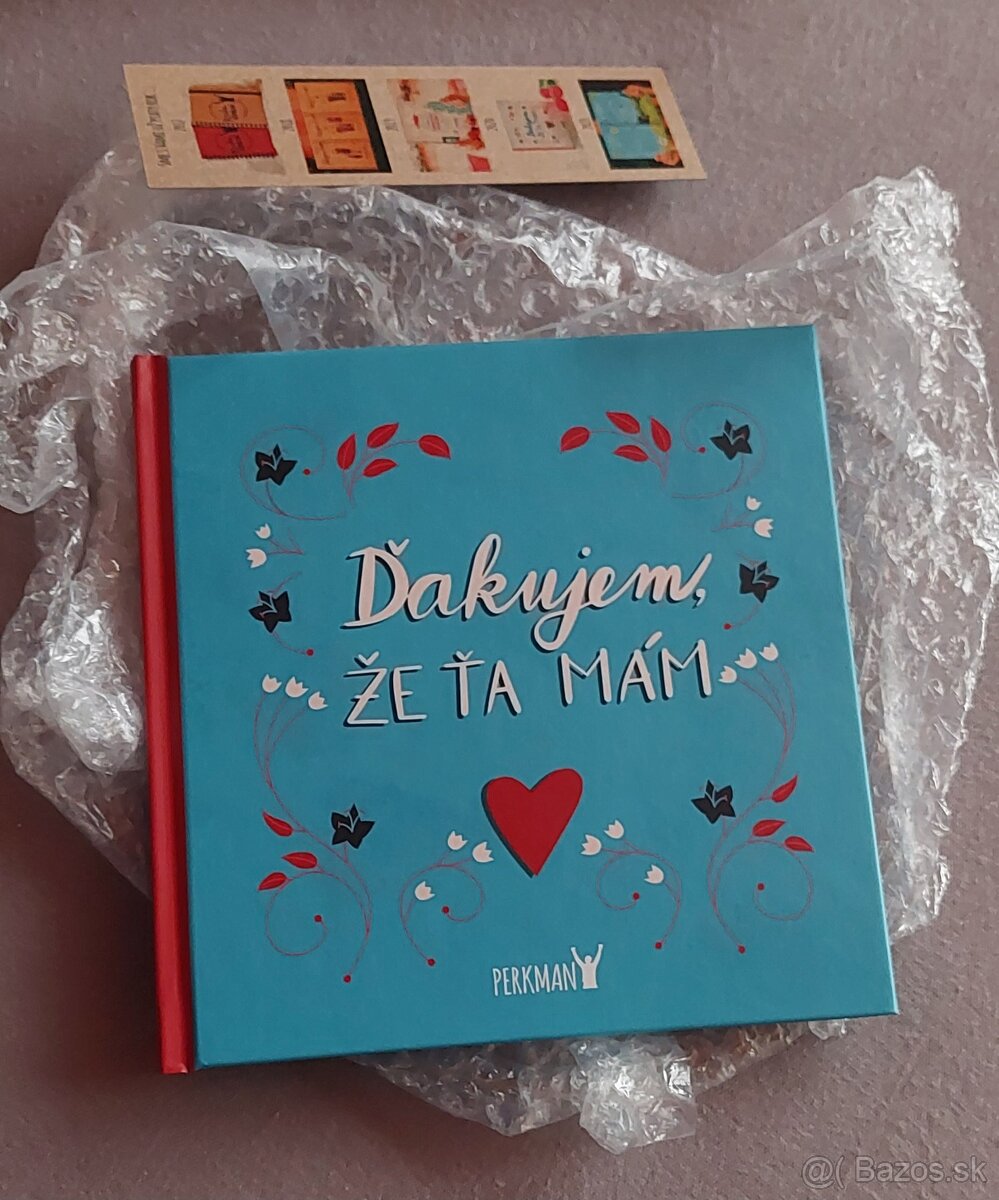 Ďakujem,
ŽE ŤA MÁM
PERKMAN
@( Bazos.sk